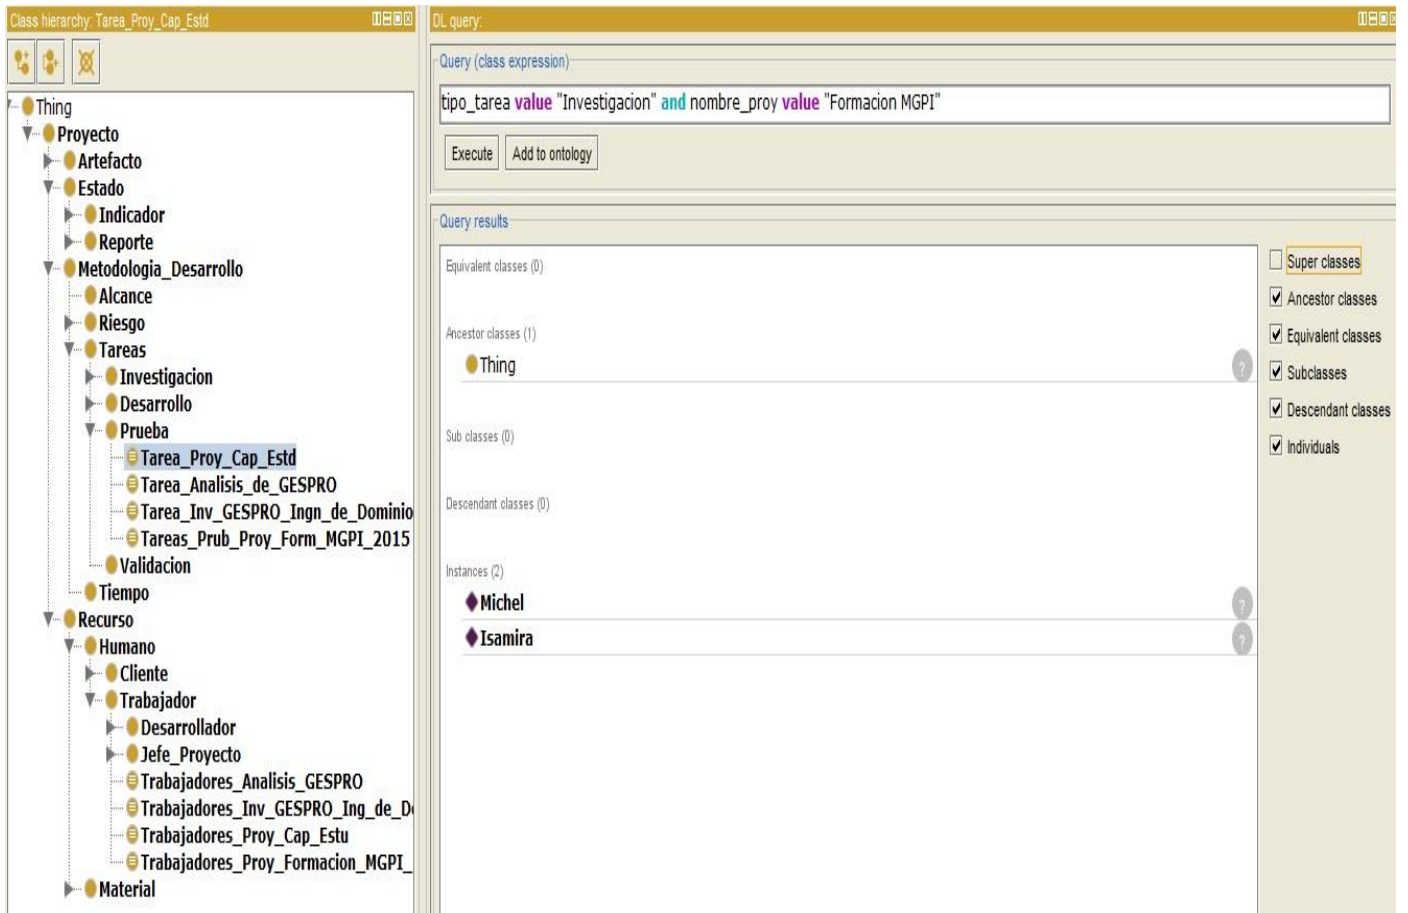 Class hierarchy: Tarea_Proy_Cap_Estd
Thing
Proyecto
Artefacto
Estado
Indicador
Reporte
Metodologia_Desarrollo
Alcance
Riesgo
Tareas
Investigacion
Desarrollo
Prueba
Tarea_Proy_Cap_Estd
Tarea_Analisis_de_GESPRO
Tarea_Inv_GESPRO_Ingn_de_Dominio
Tareas_Prub_Proy_Form_MGPI_2015
Validacion
Tiempo
Recurso
Humano
Cliente
Trabajador
Desarrollador
Jefe_Proyecto
Trabajadores_Analisis_GESPRO
Trabajadores_Inv_GESPRO_Ing_de_D
Trabajadores_Proy_Cap_Estu
Trabajadores_Proy_Formacion_MGPI_
Material
DL query:
Query (class expression)
tipo_tarea value "Investigacion" and nombre_proy value "Formacion MGPI"
Execute
Add to ontology
Query results
Equivalent classes (0)
Ancestor classes (1)
Thing
?
Sub classes (0)
Descendant classes (0)
Instances (2)
Michel
?
Isamira
?
Super classes
Ancestor classes
Equivalent classes
Subclasses
Descendant classes
Individuals